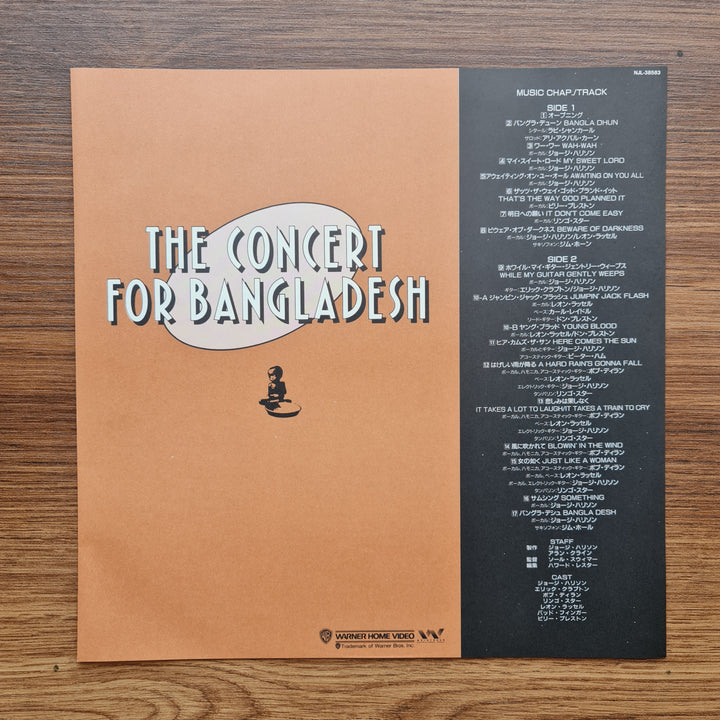 THE CONCERT
FOR BANGLADESH
WARNER HOME VIDEO
Trademark of Warner Bros. Inc.
NJL-38583
MUSIC CHAP./TRACK
SIDE 1
1 オープニング
2 バングラ・デューン BANGLA DHUN
シタール:ラビ・シャンカール
サロッド:アリ・アクバル・カーン
3 ワー・ワー WAH-WAH
ボーカル:ジョージ・ハリソン
4 マイ・スイート・ロード MY SWEET LORD
ボーカル:ジョージ・ハリソン
5 アウェイティング・オン・ユー・オール AWAITING ON YOU ALL
ボーカル:ジョージ・ハリソン
6 ザッツ・ザ・ウェイ・ゴッド・プランド・イット
THAT'S THE WAY GOD PLANNED IT
ボーカル:ビリー・プレストン
7 明日への願い IT DON'T COME EASY
ボーカル:リンゴ・スター
8 ビウェア・オブ・ダークネス BEWARE OF DARKNESS
ボーカル:ジョージ・ハリソン/レオン・ラッセル
サキソフォン:ジム・ホーン
SIDE 2
9 ホワイル・マイ・ギター・ジェントリー・ウィープス
WHILE MY GUITAR GENTLY WEEPS
ボーカル:ジョージ・ハリソン
ギター:エリック・クラプトン/ジョージ・ハリソン
10-A ジャンピン・ジャック・フラッシュ JUMPIN' JACK FLASH
ボーカル:レオン・ラッセル
ベース:カール・レイドル
リード・ギター:ドン・プレストン
10-B ヤング・ブラッド YOUNG BLOOD
ボーカル:レオン・ラッセル/ドン・プレストン
11 ヒア・カムズ・ザ・サン HERE COMES THE SUN
ボーカルとギター:ジョージ・ハリソン
アコースティック・ギター:ピーター・ハム
12 はげしい雨が降る A HARD RAIN'S GONNA FALL
ボーカル、ハモニカ、アコースティック・ギター:ボブ・ディラン
ベース:レオン・ラッセル
エレクトリック・ギター:ジョージ・ハリソン
タンバリン:リンゴ・スター
13 悲しみは果しなく
IT TAKES A LOT TO LAUGH/IT TAKES A TRAIN TO CRY
ボーカル、ハモニカ、アコースティック・ギター:ボブ・ディラン
ベース:レオン・ラッセル
エレクトリック・ギター:ジョージ・ハリソン
タンバリン:リンゴ・スター
14 風に吹かれて BLOWIN' IN THE WIND
ボーカル、ハモニカ、アコースティック・ギター:ボブ・ディラン
15 女の如く JUST LIKE A WOMAN
ボーカル、ハモニカ、アコースティック・ギター:ボブ・ディラン
ボーカル、ベース:レオン・ラッセル
ボーカル、エレクトリック・ギター:ジョージ・ハリソン
タンバリン:リンゴ・スター
16 サムシング SOMETHING
ボーカル:ジョージ・ハリソン
17 バングラ・デシュ BANGLA DESH
ボーカル:ジョージ・ハリソン
サキソフォン:ジム・ホール
STAFF
製作 ジョージ・ハリソン
アラン・クライン
監督 ソール・スウィマー
編集 ハワード・レスター
CAST
ジョージ・ハリソン
エリック・クラプトン
ボブ・ディラン
リンゴ・スター
レオン・ラッセル
バッド・フィンガー
ビリー・プレストン